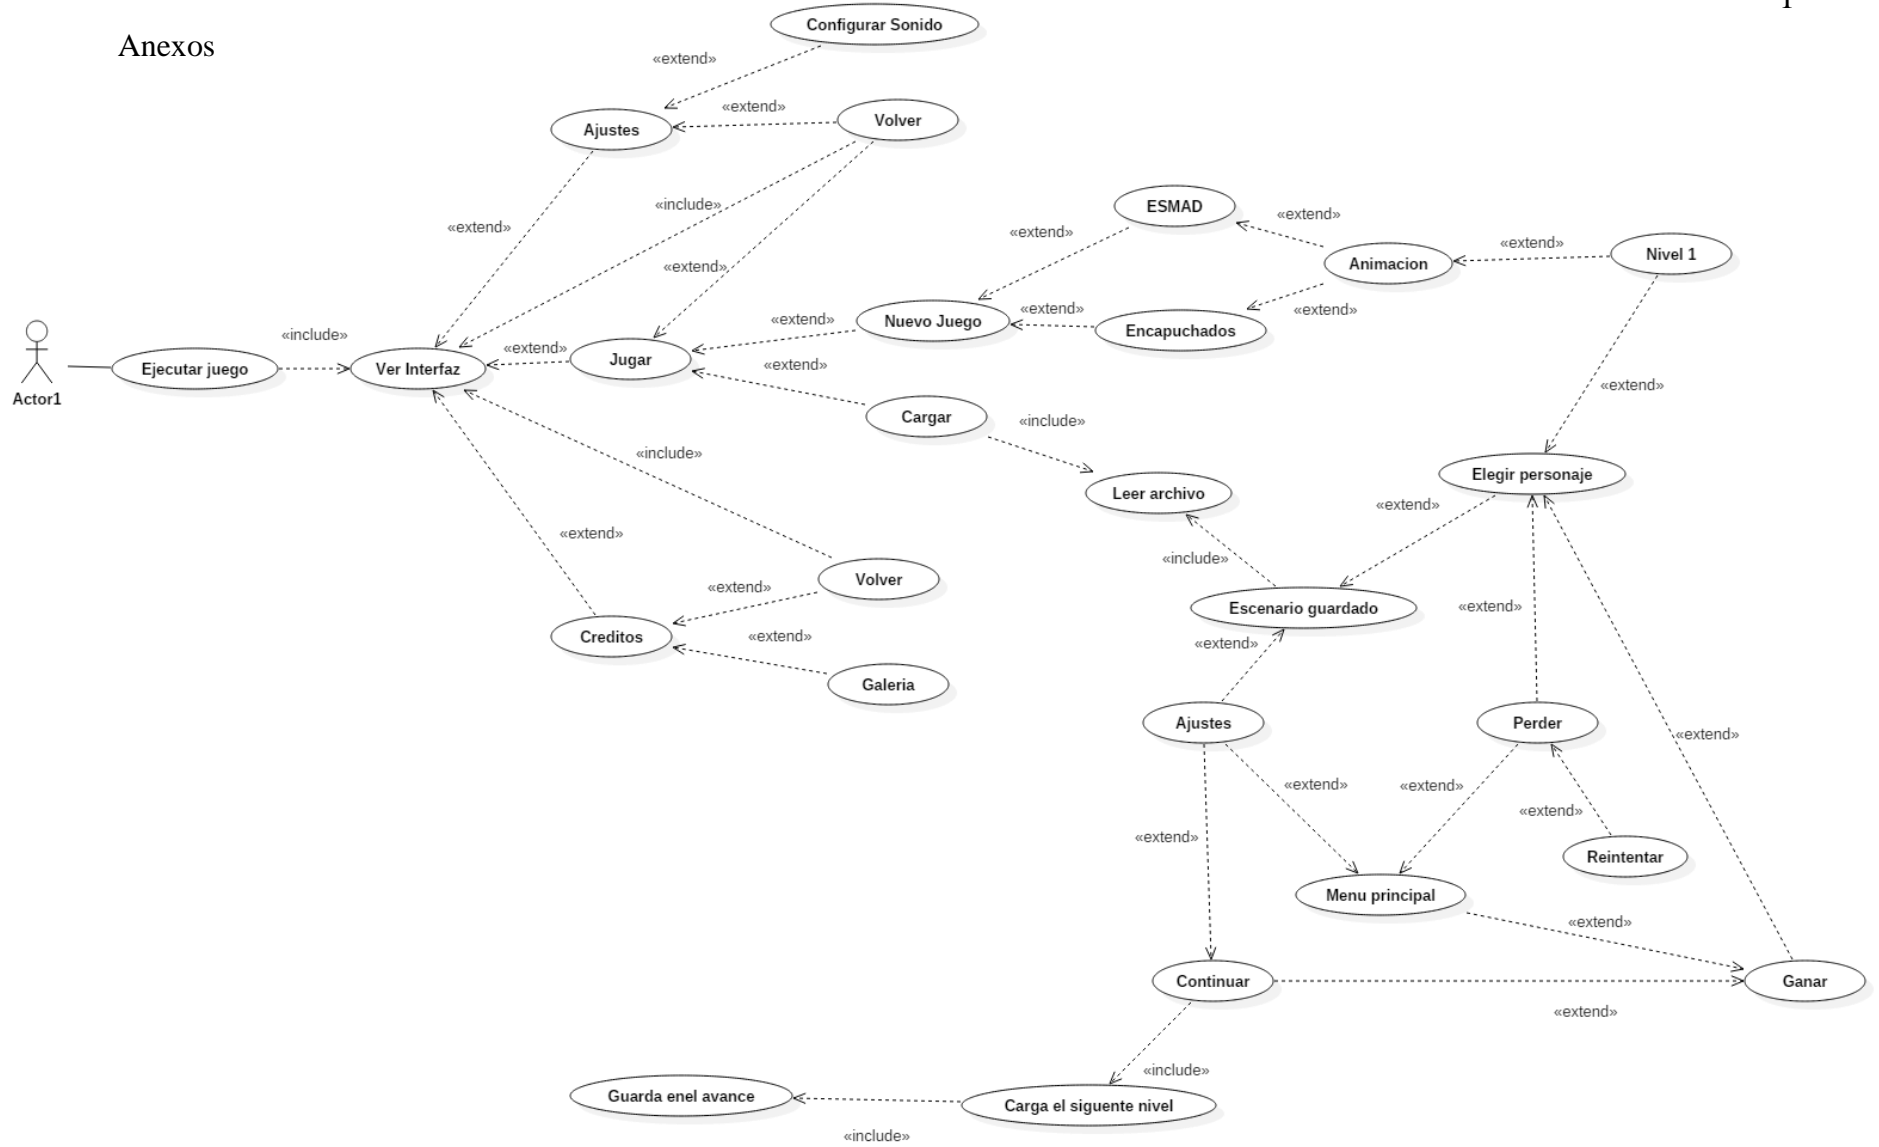 Anexos
Configurar Sonido
«extend»
«extend»
Ajustes
Volver
ESMAD
«include»
«extend»
«extend»
«extend»
«extend»
Nivel 1
«extend»
Animacion
«extend»
«extend»
«extend»
«extend»
Nuevo Juego
Encapuchados
«include»
«extend»
Jugar
Ejecutar juego
Ver Interfaz
Actor1
«extend»
«extend»
Cargar
«include»
«include»
Elegir personaje
Leer archivo
«extend»
«extend»
«include»
Volver
«extend»
Escenario guardado
«extend»
Creditos
«extend»
«extend»
Galeria
Ajustes
Perder
«extend»
«extend»
«extend»
«extend»
«extend»
Reintentar
Menu principal
«extend»
Continuar
Ganar
«extend»
«include»
Guarda enel avance
Carga el siguente nivel
«include»